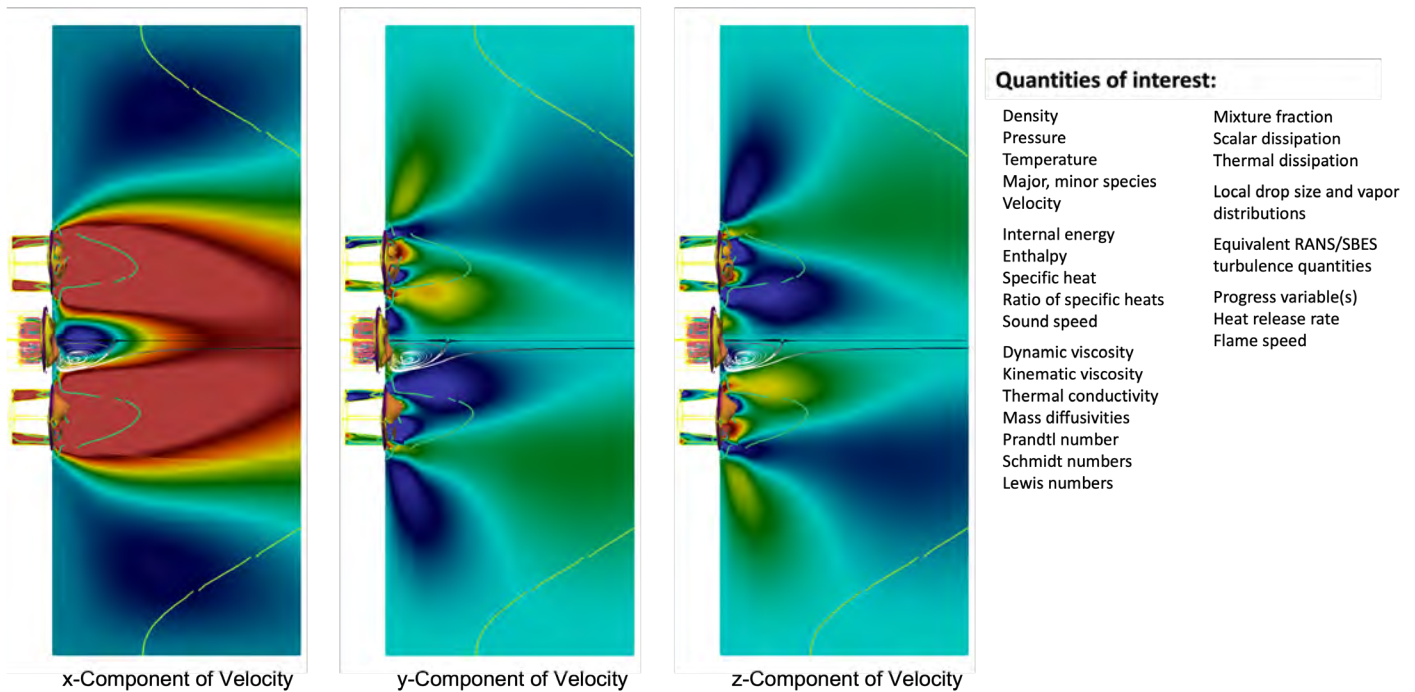 Quantities of interest:
Density
Pressure
Temperature
Major, minor species
Velocity
Internal energy
Enthalpy
Specific heat
Ratio of specific heats
Sound speed
Dynamic viscosity
Kinematic viscosity
Thermal conductivity
Mass diffusivities
Prandtl number
Schmidt numbers
Lewis numbers
Mixture fraction
Scalar dissipation
Thermal dissipation
Local drop size and vapor
distributions
Equivalent RANS/SBES
turbulence quantities
Progress variable(s)
Heat release rate
Flame speed
x-Component of Velocity
y-Component of Velocity
z-Component of Velocity